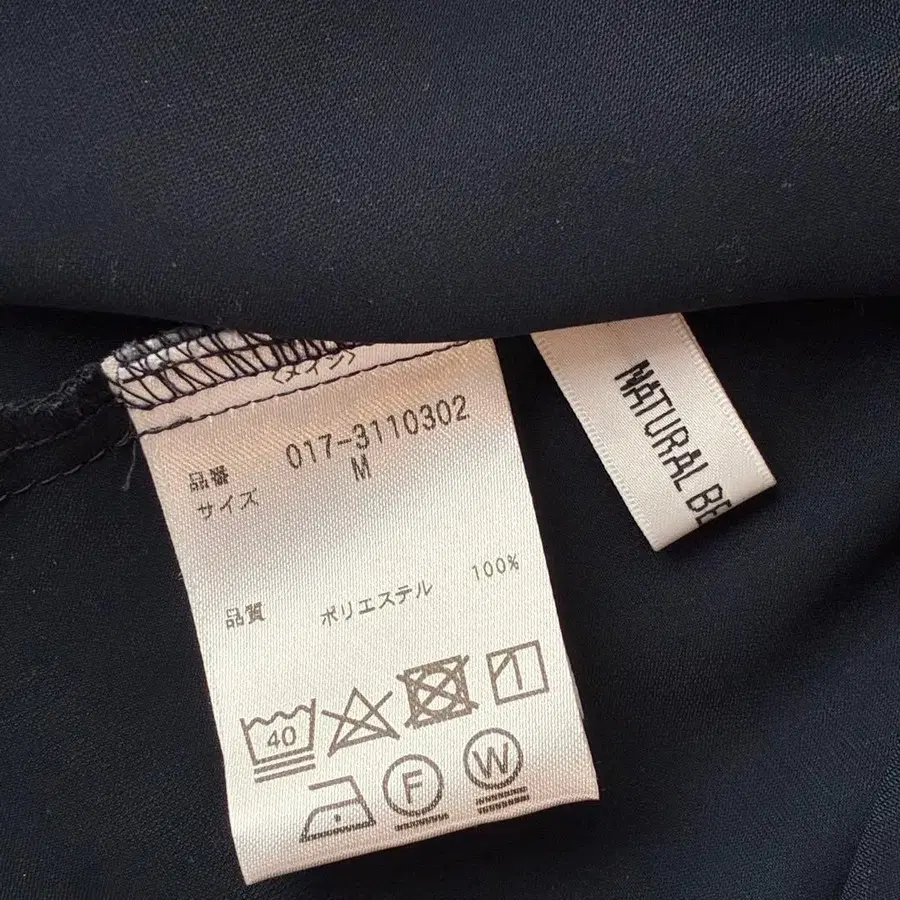 <メイン>
品番 017-3110302
サイズ M
品質 ポリエステル 100%
40
F
W
NATURAL BE